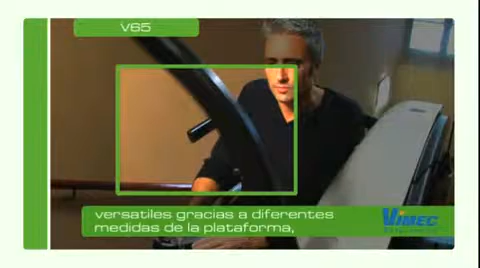 V65
versatiles gracias a diferentes
medidas de la plataforma,
VIMEC